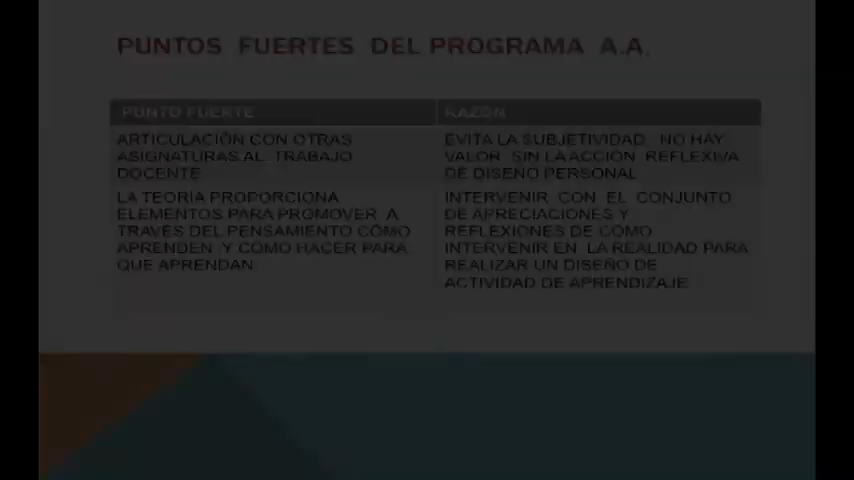 PUNTOS FUERTES DEL PROGRAMA A.A.
PUNTO FUERTE
RAZÓN
ARTICULACIÓN CON OTRAS
ASIGNATURAS AL TRABAJO
DOCENTE
EVITA LA SUBJETIVIDAD NO HAY
VALOR SIN LA ACCIÓN REFLEXIVA
DE DISEÑO PERSONAL
LA TEORÍA PROPORCIONA
ELEMENTOS PARA PROMOVER A
TRAVÉS DEL PENSAMIENTO CÓMO
APRENDEN Y COMO HACER PARA
QUE APRENDAN
INTERVENIR CON EL CONJUNTO
DE APRECIACIONES Y
REFLEXIONES DE CÓMO
INTERVENIR EN LA REALIDAD PARA
REALIZAR UN DISEÑO DE
ACTIVIDAD DE APRENDIZAJE